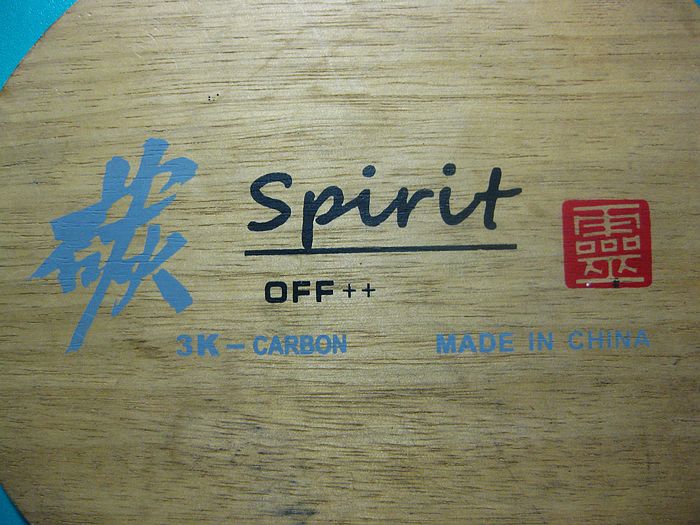 碳
Spirit
靈
OFF++
3K-CARBON
MADE IN CHINA